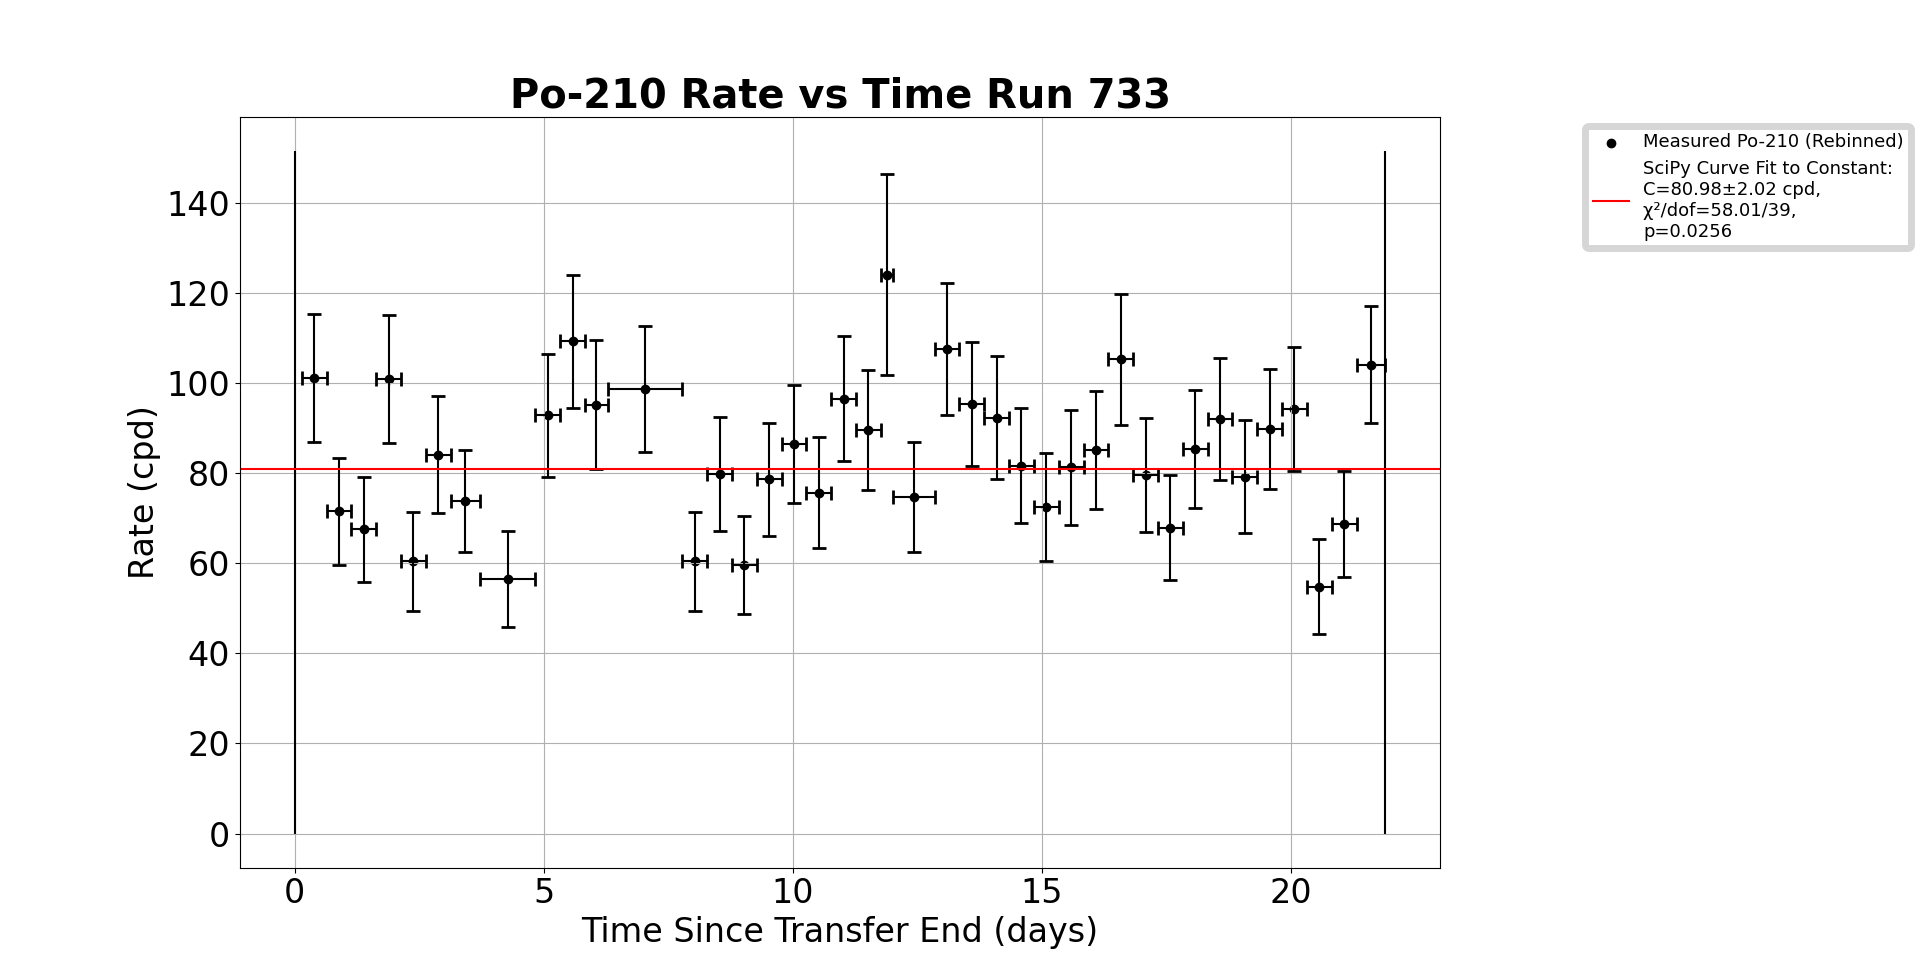 Po-210 Rate vs Time Run 733
Measured Po-210 (Rebinned)
SciPy Curve Fit to Constant:
C=80.98±2.02 cpd,
χ²/dof=58.01/39,
p=0.0256
Rate (cpd)
140
120
100
80
60
40
20
0
0 5 10 15 20
Time Since Transfer End (days)